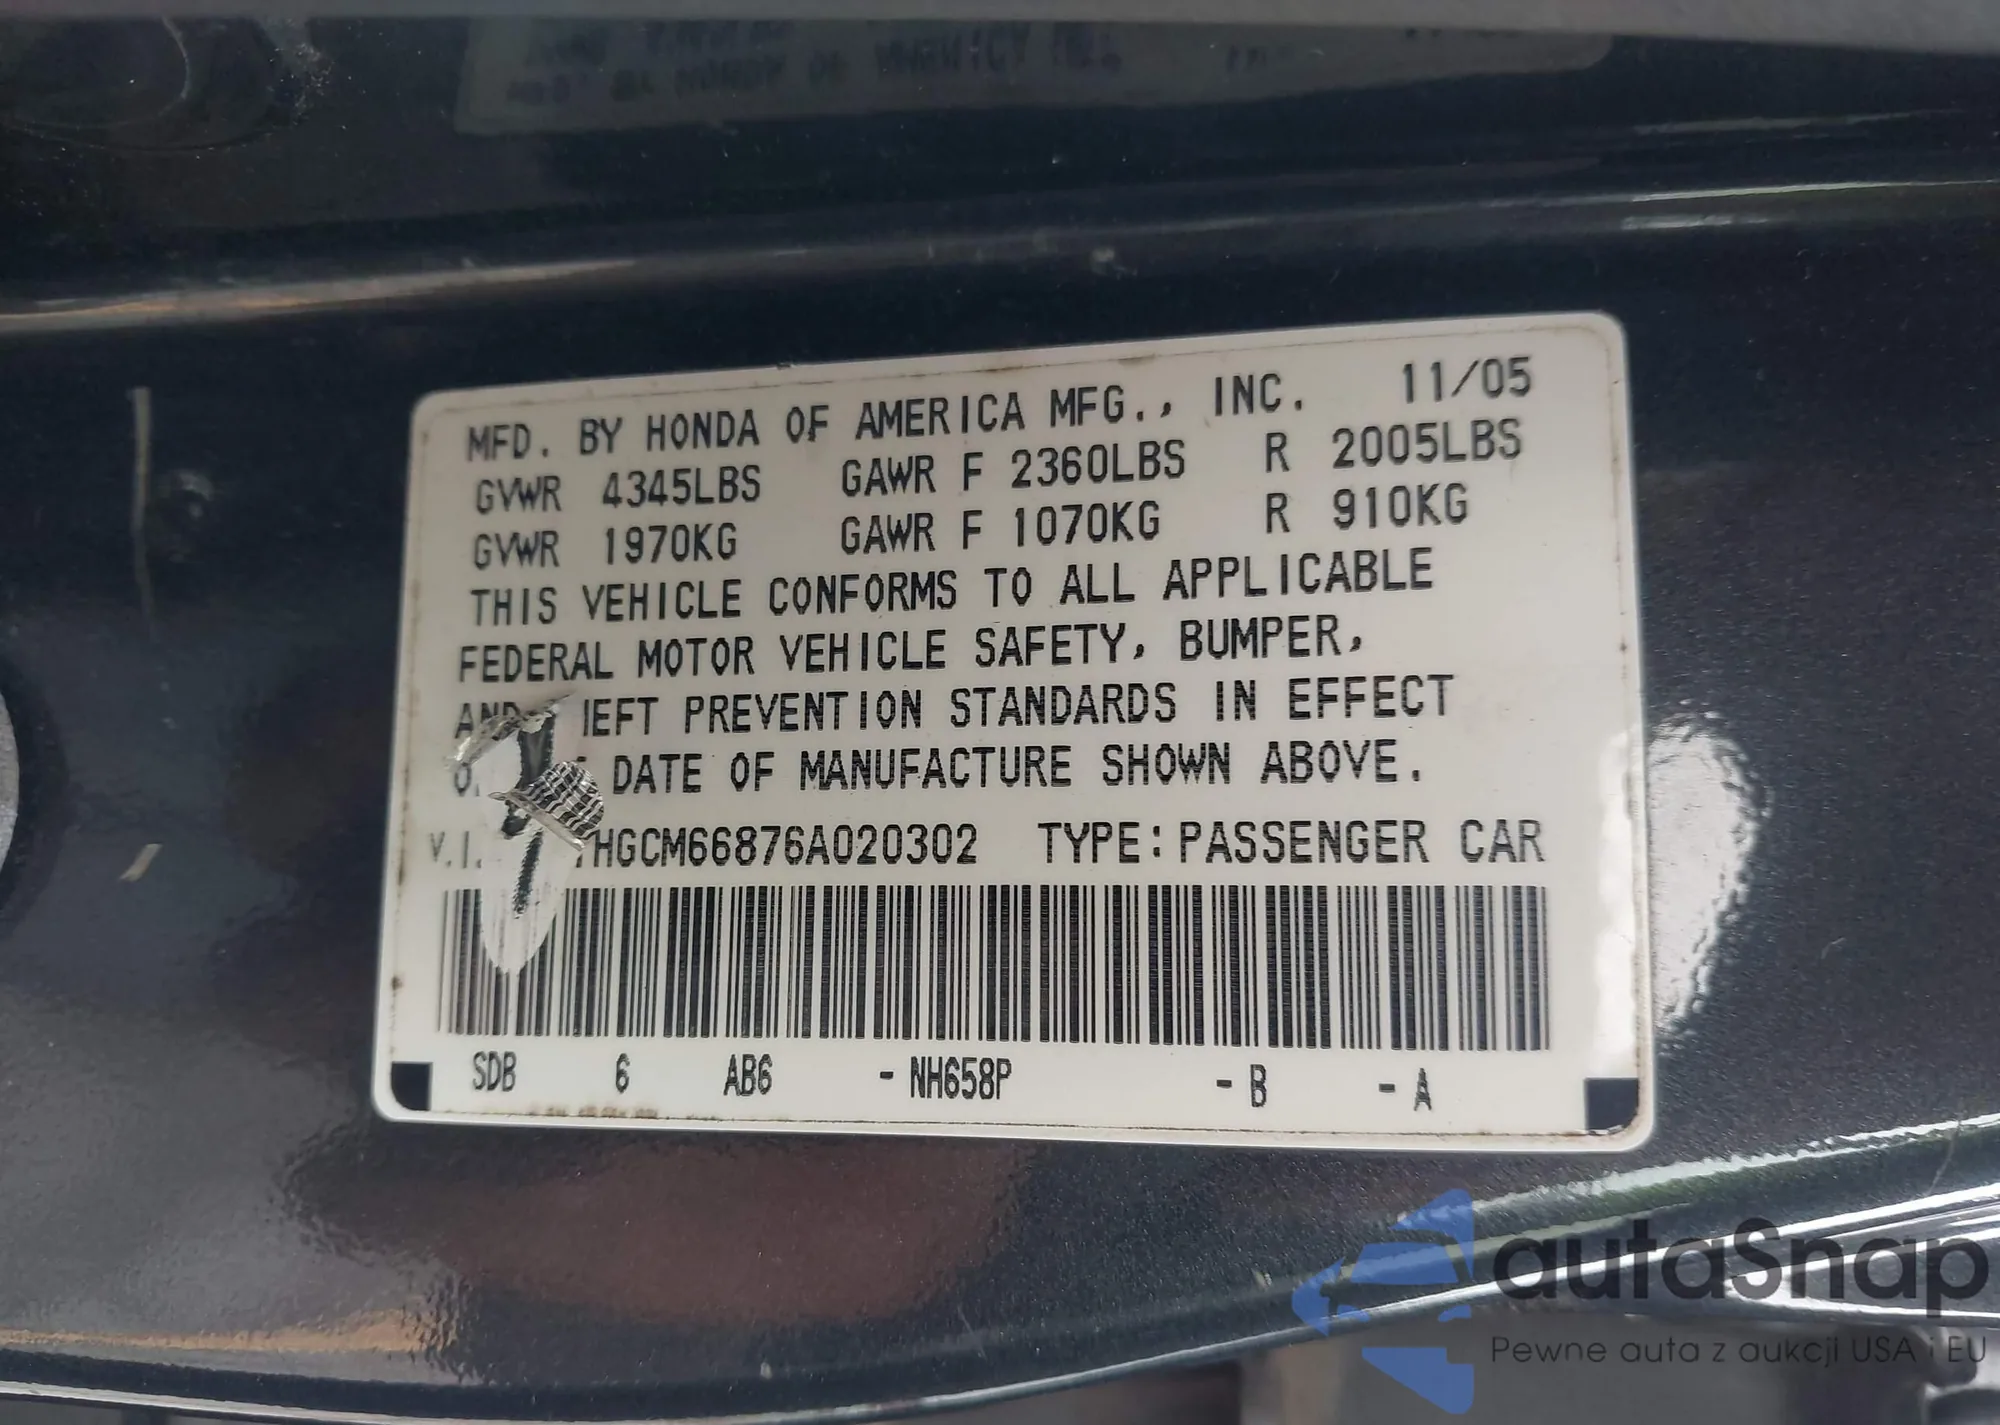 MFD. BY HONDA OF AMERICA MFG., INC. 11/05
GVWR 4345LBS GAWR F 2360LBS R 2005LBS
GVWR 1970KG GAWR F 1070KG R 910KG
THIS VEHICLE CONFORMS TO ALL APPLICABLE
FEDERAL MOTOR VEHICLE SAFETY, BUMPER,
AND PREVENTION STANDARDS IN EFFECT
DATE OF MANUFACTURE SHOWN ABOVE.
V.I. HGCM66876A020302 TYPE: PASSENGER CAR
SDB 6 AB6 - NH658P - B - A
autaSnap
Pewne auta z aukcji USA i EU